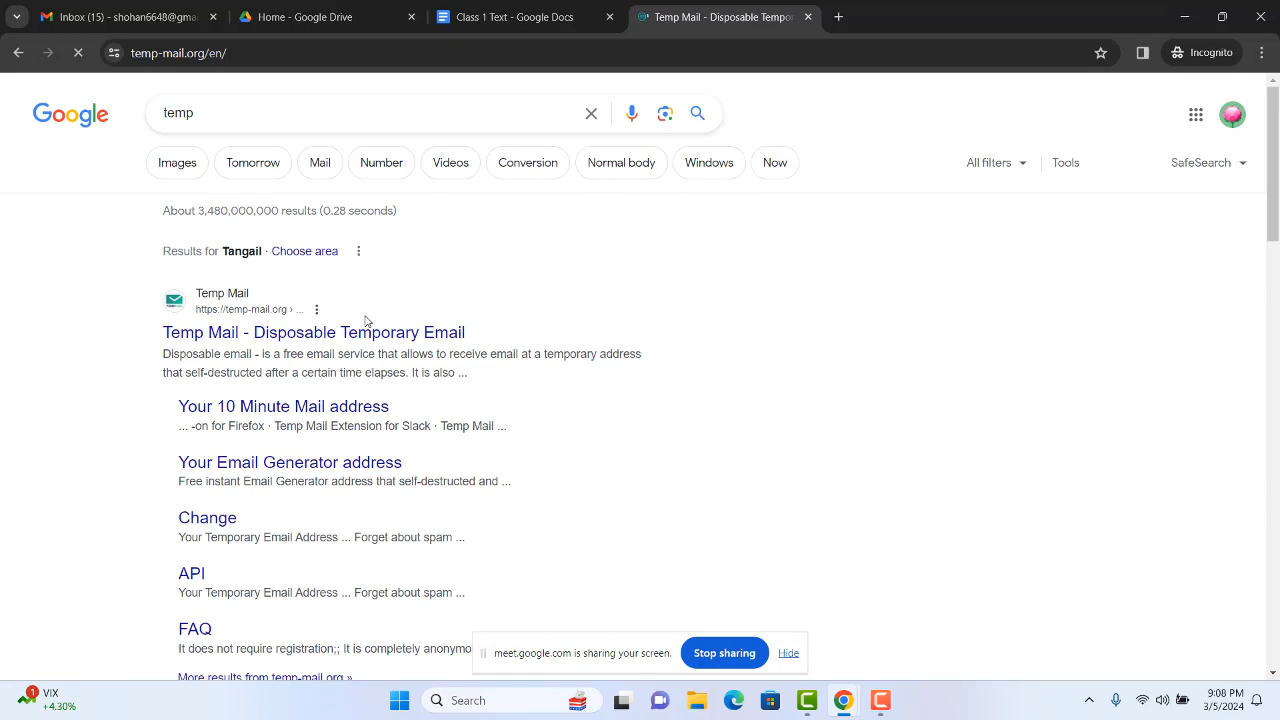 Inbox (15) - shohan6648@gmai
Home - Google Drive
Class 1 Text - Google Docs
Temp Mail - Disposable Tempor
temp-mail.org/en/
Incognito
Google
temp
Images
Tomorrow
Mail
Number
Videos
Conversion
Normal body
Windows
Now
All filters
Tools
SafeSearch
About 3,480,000,000 results (0.28 seconds)
Results for Tangail · Choose area
Temp Mail
https://temp-mail.org › ...
Temp Mail - Disposable Temporary Email
Disposable email - is a free email service that allows to receive email at a temporary address
that self-destructed after a certain time elapses. It is also ...
Your 10 Minute Mail address
... -on for Firefox · Temp Mail Extension for Slack · Temp Mail ...
Your Email Generator address
Free instant Email Generator address that self-destructed and ...
Change
Your Temporary Email Address ... Forget about spam ...
API
Your Temporary Email Address ... Forget about spam ...
FAQ
It does not require registration;; It is completely anonymo
More results from temp-mail.org »
meet.google.com is sharing your screen.
Stop sharing
Hide
1
VIX
+4.30%
Search
9:08 PM
3/5/2024